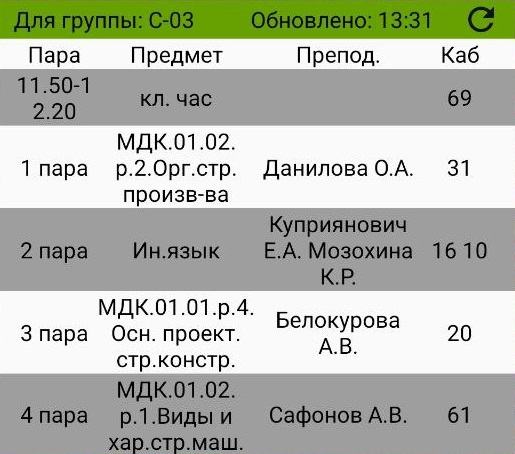 Для группы: С-03 Обновлено: 13:31
Пара Предмет Препод. Каб
11.50-1
2.20
кл. час
69
1 пара
МДК.01.02.
р.2.Орг.стр.
произв-ва
Данилова О.А.
31
2 пара
Ин.язык
Куприянович
Е.А. Мозохина
К.Р.
16 10
3 пара
МДК.01.01.р.4.
Осн. проект.
стр.констр.
Белокурова
А.В.
20
4 пара
МДК.01.02.
р.1.Виды и
хар.стр.маш.
Сафонов А.В.
61